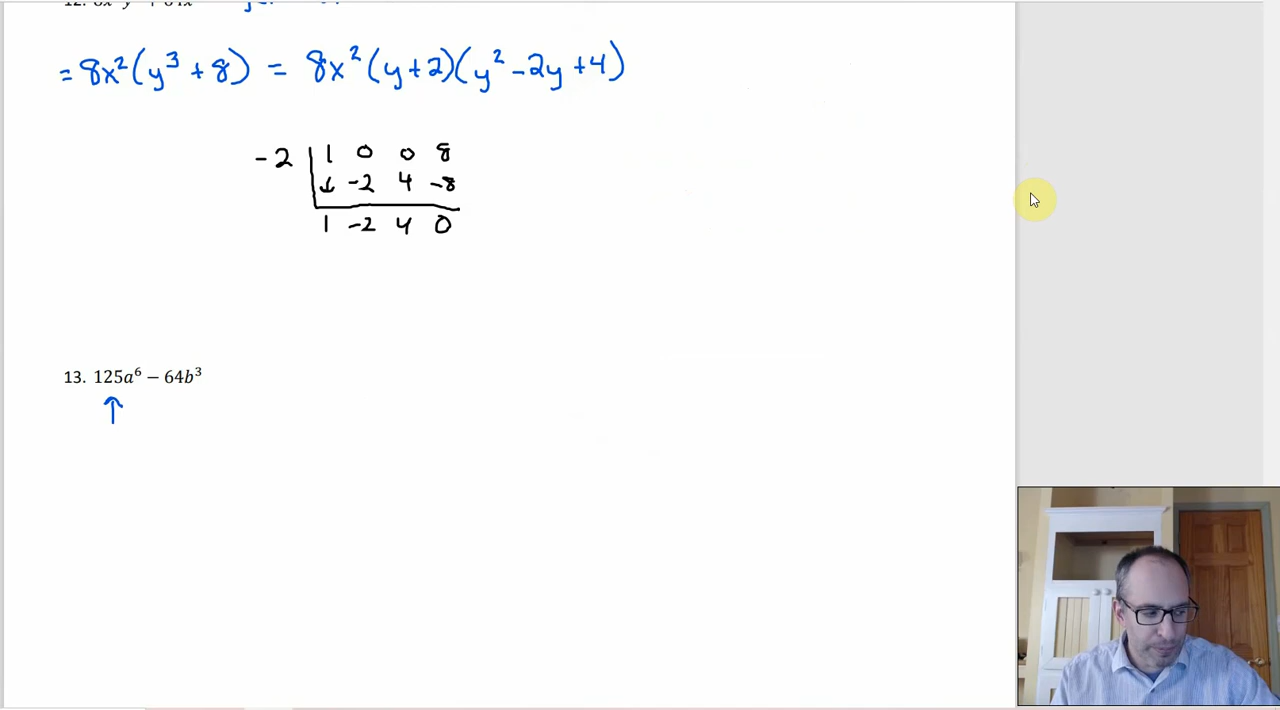 = 8x²(y³ + 8) = 8x²(y+2)(y² - 2y + 4)
-2 | 1 0 0 8
↓ -2 4 -8
1 -2 4 0
13. 125a⁶ − 64b³
↑